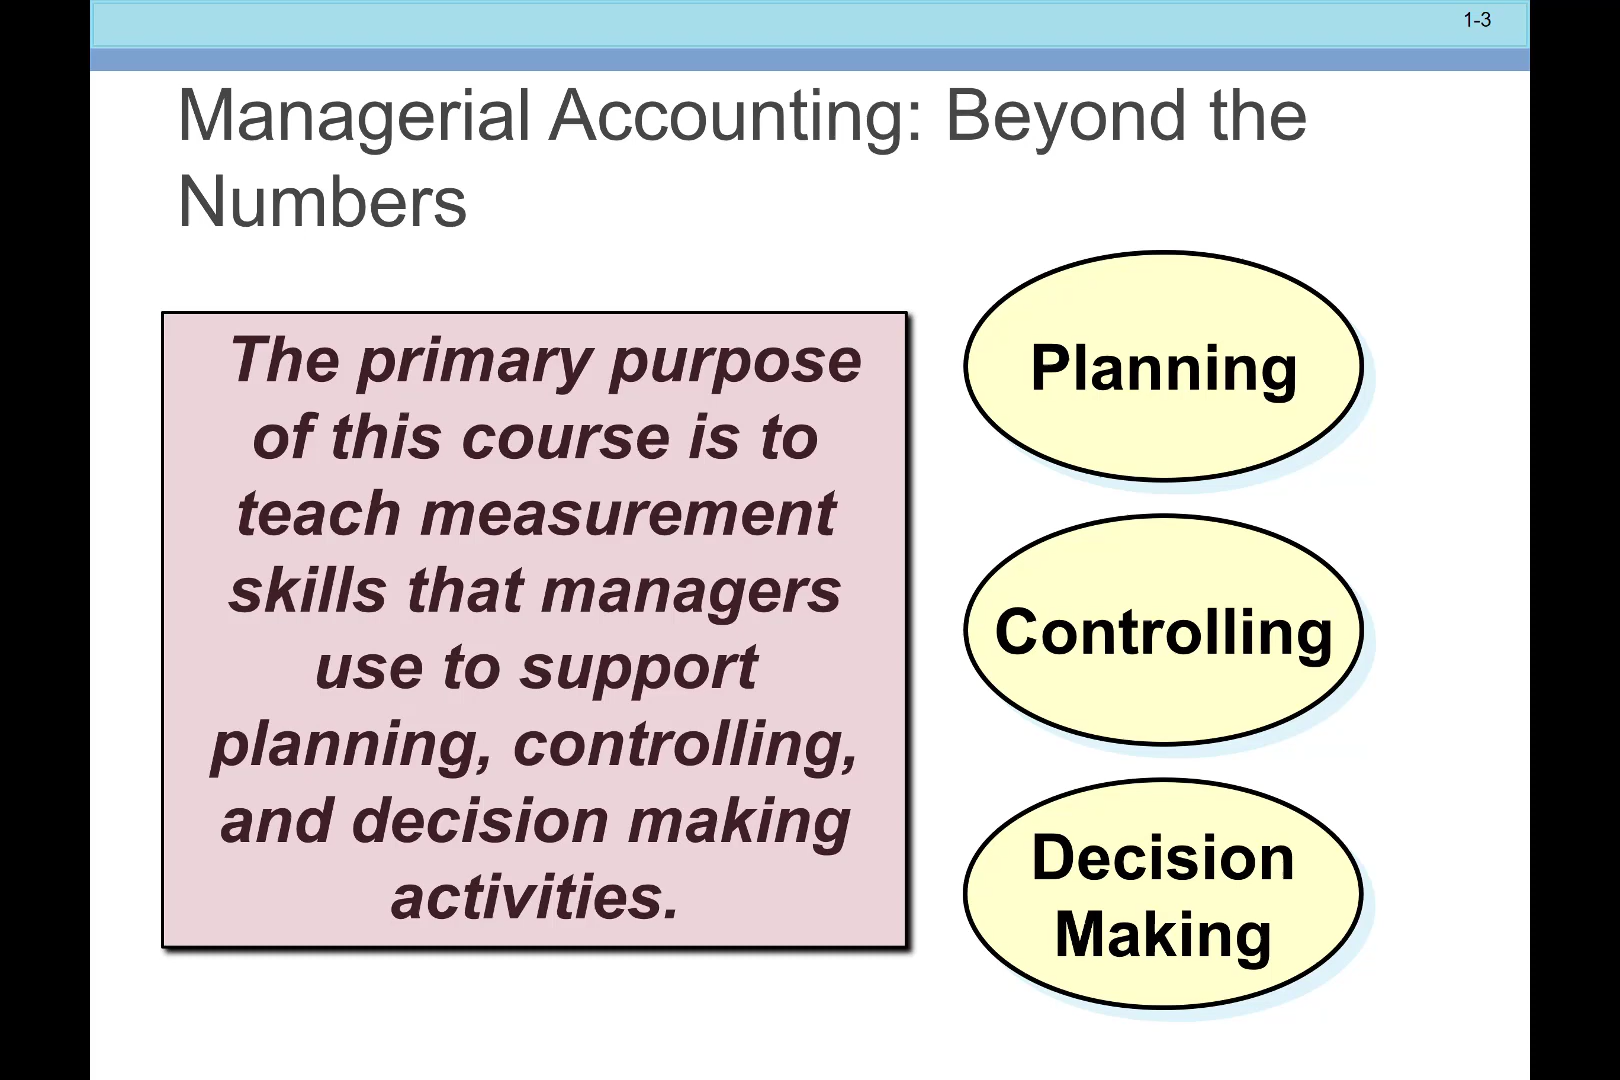 1-3
Managerial Accounting: Beyond the
Numbers
The primary purpose
of this course is to
teach measurement
skills that managers
use to support
planning, controlling,
and decision making
activities.
Planning
Controlling
Decision
Making